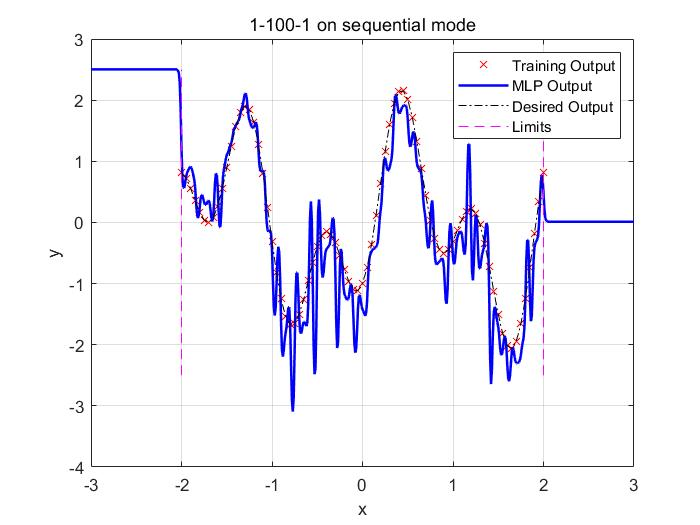 1-100-1 on sequential mode
3
2
1
0
-1
-2
-3
-4
y
Training Output
MLP Output
Desired Output
Limits
-3 -2 -1 0 1 2 3
x